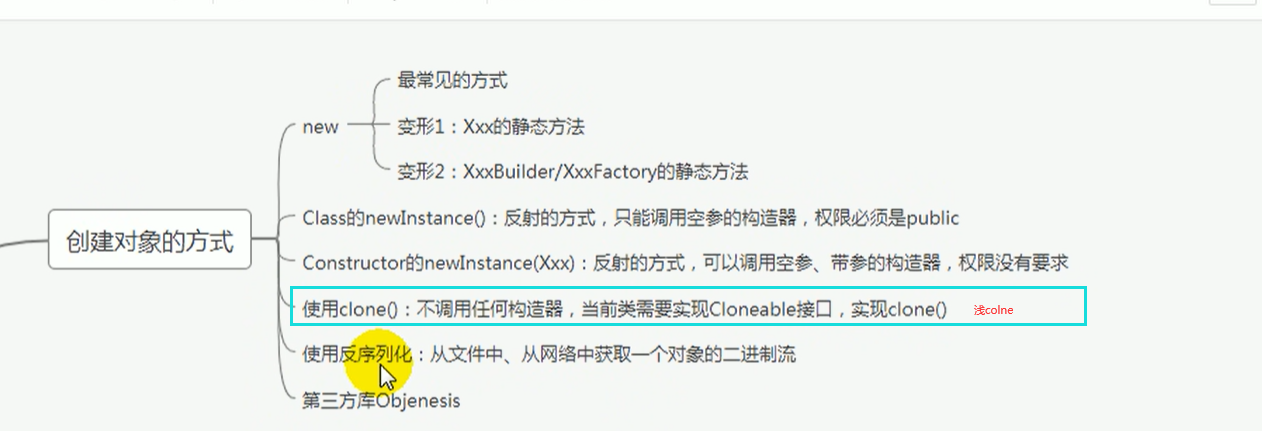 最常见的方式
new
变形1：Xxx的静态方法
变形2：XxxBuilder/XxxFactory的静态方法
Class的newInstance()：反射的方式，只能调用空参的构造器，权限必须是public
创建对象的方式
Constructor的newInstance(Xxx)：反射的方式，可以调用空参、带参的构造器，权限没有要求
使用clone()：不调用任何构造器，当前类需要实现Cloneable接口，实现clone() 浅colne
使用反序列化：从文件中、从网络中获取一个对象的二进制流
第三方库Objenesis